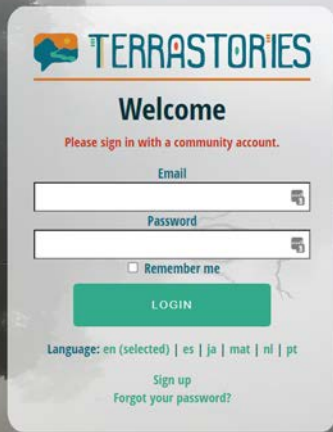 TERRASTORIES
Welcome
Please sign in with a community account.
Email
Password
Remember me
LOGIN
Language: en (selected) | es | ja | mat | nl | pt
Sign up
Forgot your password?